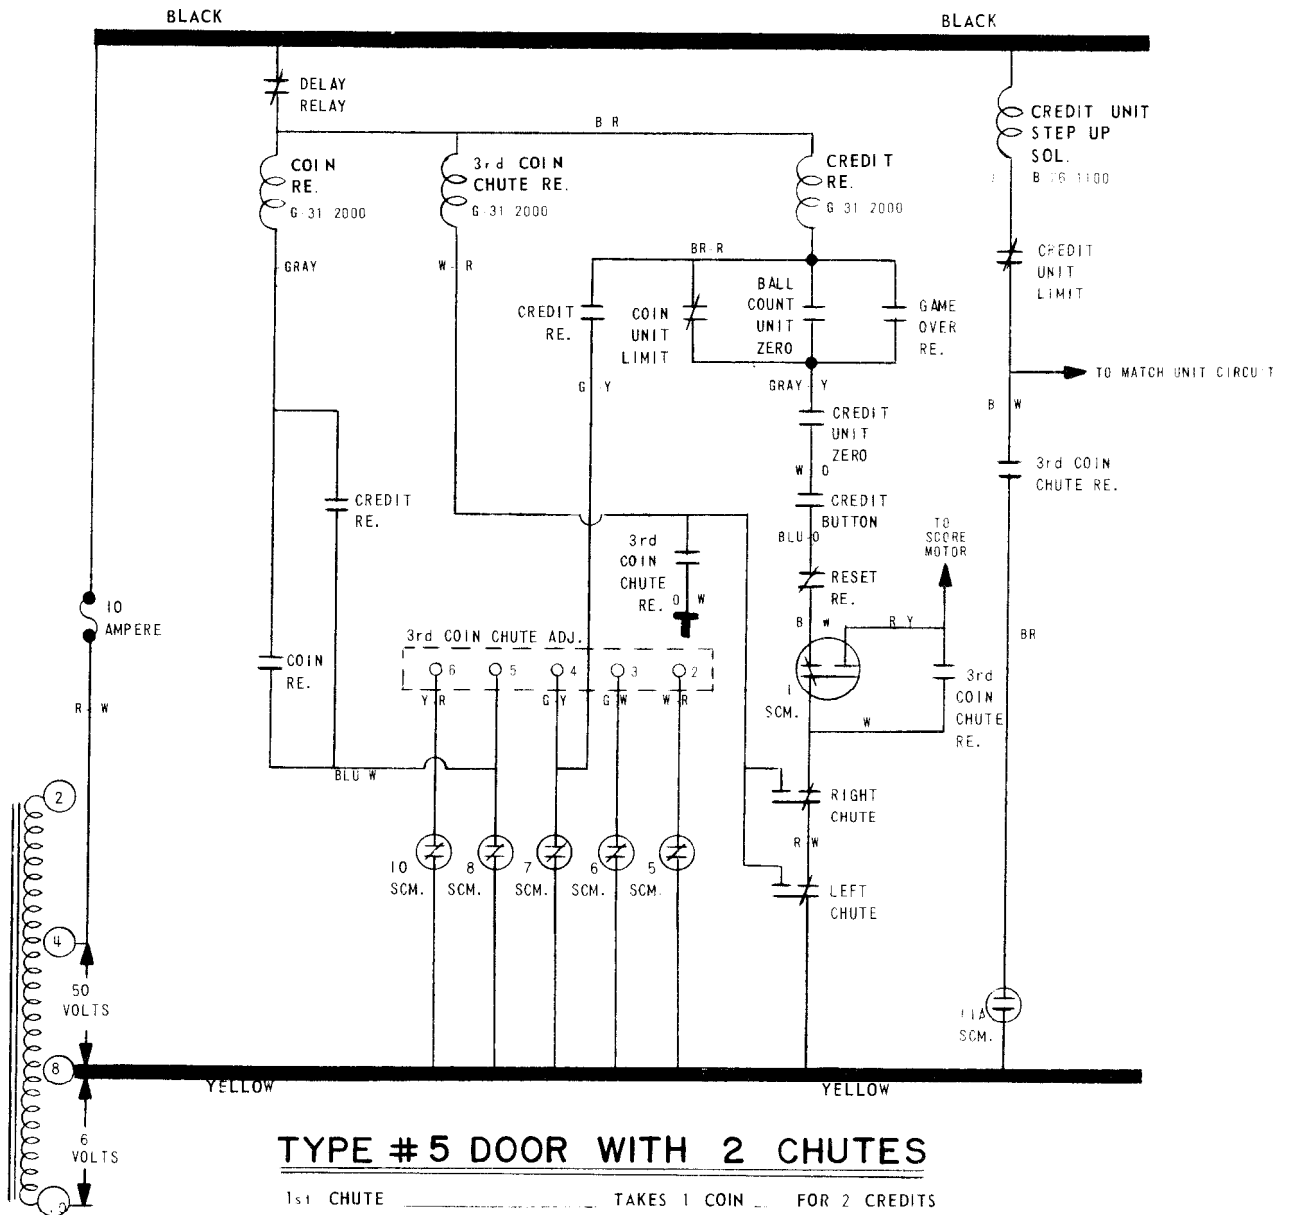 BLACK
BLACK
DELAY
RELAY
B R
COIN
RE.
G-31 2000
3rd COIN
CHUTE RE.
G-31 2000
CREDIT
RE.
G 31 2000
CREDIT UNIT
STEP UP
SOL.
GRAY
W R
BR-R
CREDIT
RE.
COIN
UNIT
LIMIT
BALL
COUNT
UNIT
ZERO
GAME
OVER
RE.
CREDIT
UNIT
LIMIT
TO MATCH UNIT CIRCUIT
G Y
GRAY Y
B W
CREDIT
UNIT
ZERO
W O
3rd COIN
CHUTE RE.
CREDIT
RE.
CREDIT
BUTTON
BLU O
TO
SCORE
MOTOR
3rd
COIN
CHUTE
RE.
O W
RESET
RE.
B W
R Y
10
AMPERE
3rd COIN CHUTE ADJ.
6 5 4 3 2
Y R
G Y
G W
W R
COIN
RE.
1
SCM.
W
3rd
COIN
CHUTE
RE.
BR
R W
BLU W
2
RIGHT
CHUTE
R W
10
SCM.
8
SCM.
7
SCM.
6
SCM.
5
SCM.
LEFT
CHUTE
4
50
VOLTS
11A
SCM.
8
YELLOW
YELLOW
6
VOLTS
TYPE #5 DOOR WITH 2 CHUTES
1st CHUTE TAKES 1 COIN FOR 2 CREDITS